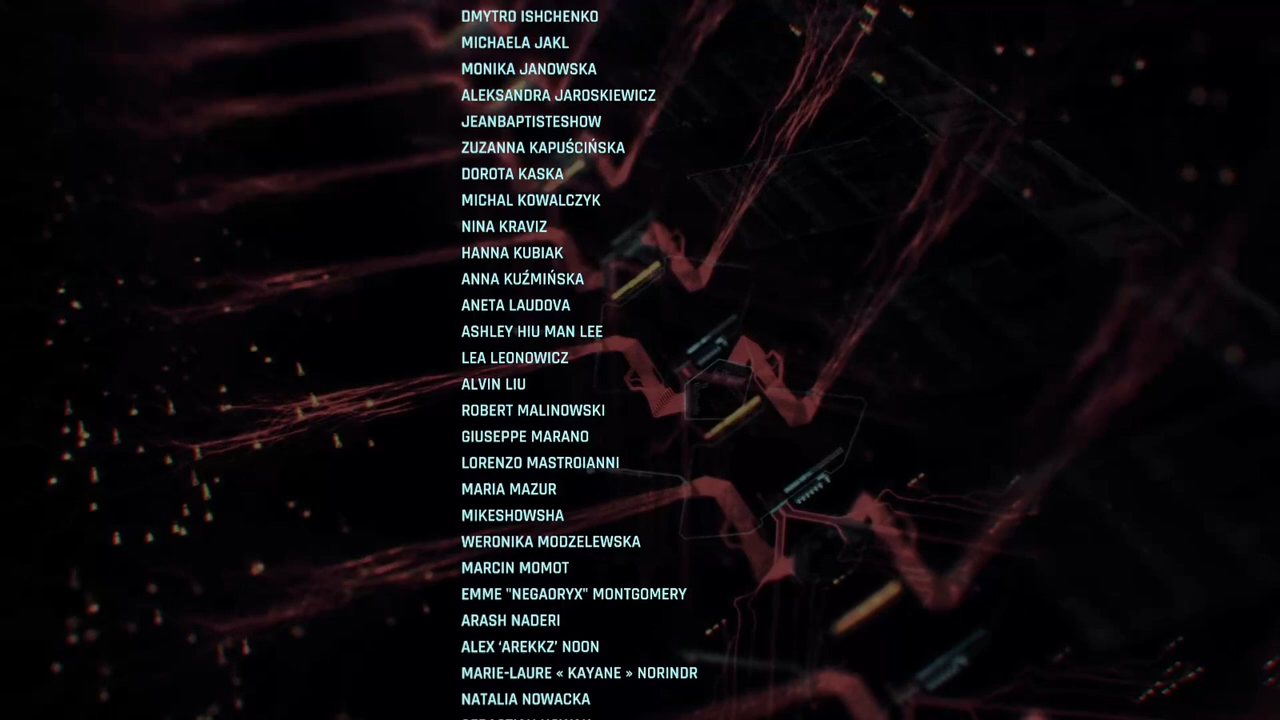 DMYTRO ISHCHENKO
MICHAELA JAKL
MONIKA JANOWSKA
ALEKSANDRA JAROSKIEWICZ
JEANBAPTISTESHOW
ZUZANNA KAPUŚCIŃSKA
DOROTA KASKA
MICHAL KOWALCZYK
NINA KRAVIZ
HANNA KUBIAK
ANNA KUŹMIŃSKA
ANETA LAUDOVA
ASHLEY HIU MAN LEE
LEA LEONOWICZ
ALVIN LIU
ROBERT MALINOWSKI
GIUSEPPE MARANO
LORENZO MASTROIANNI
MARIA MAZUR
MIKESHOWSHA
WERONIKA MODZELEWSKA
MARCIN MOMOT
EMME "NEGAORYX" MONTGOMERY
ARASH NADERI
ALEX ‘AREKKZ’ NOON
MARIE-LAURE « KAYANE » NORINDR
NATALIA NOWACKA